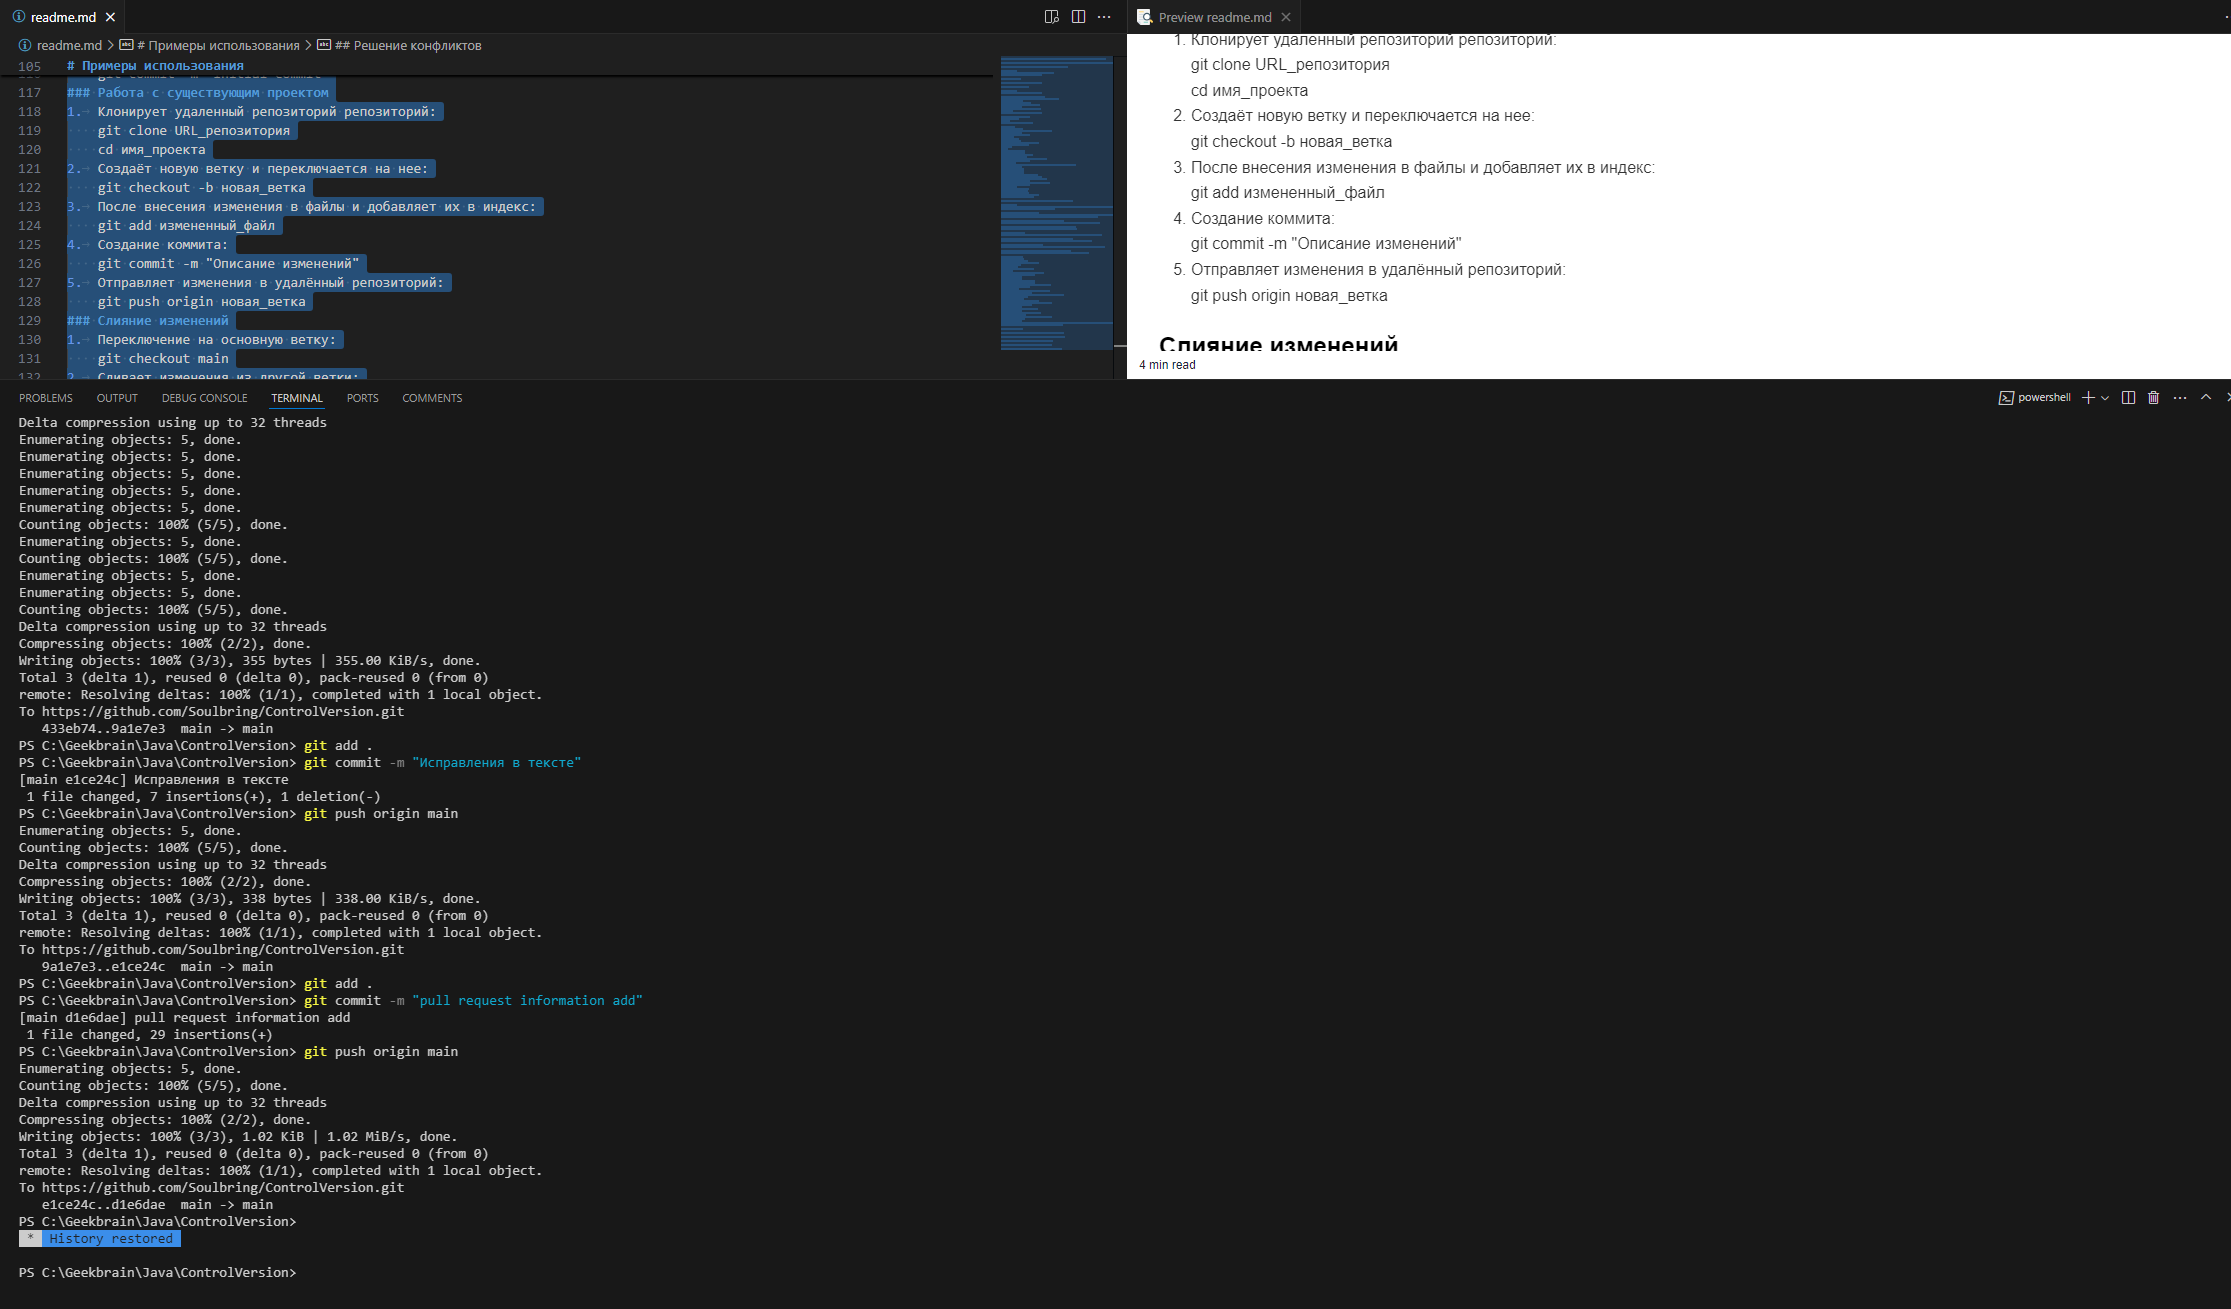 readme.md
readme.md > # Примеры использования > ## Решение конфликтов
105 # Примеры использования
117 ### Работа с существующим проектом
118 1. Клонирует удаленный репозиторий репозиторий:
119 git clone URL_репозитория
120 cd имя_проекта
121 2. Создаёт новую ветку и переключается на нее:
122 git checkout -b новая_ветка
123 3. После внесения изменения в файлы и добавляет их в индекс:
124 git add измененный_файл
125 4. Создание коммита:
126 git commit -m "Описание изменений"
127 5. Отправляет изменения в удалённый репозиторий:
128 git push origin новая_ветка
129 ### Слияние изменений
130 1. Переключение на основную ветку:
131 git checkout main
132 2. Сливает изменения из другой ветки:
Preview readme.md
1. Клонирует удаленный репозиторий репозиторий:
git clone URL_репозитория
cd имя_проекта
2. Создаёт новую ветку и переключается на нее:
git checkout -b новая_ветка
3. После внесения изменения в файлы и добавляет их в индекс:
git add измененный_файл
4. Создание коммита:
git commit -m "Описание изменений"
5. Отправляет изменения в удалённый репозиторий:
git push origin новая_ветка
Слияние изменений
4 min read
PROBLEMS OUTPUT DEBUG CONSOLE TERMINAL PORTS COMMENTS
powershell
Delta compression using up to 32 threads
Enumerating objects: 5, done.
Enumerating objects: 5, done.
Enumerating objects: 5, done.
Enumerating objects: 5, done.
Enumerating objects: 5, done.
Counting objects: 100% (5/5), done.
Enumerating objects: 5, done.
Counting objects: 100% (5/5), done.
Enumerating objects: 5, done.
Enumerating objects: 5, done.
Counting objects: 100% (5/5), done.
Delta compression using up to 32 threads
Compressing objects: 100% (2/2), done.
Writing objects: 100% (3/3), 355 bytes | 355.00 KiB/s, done.
Total 3 (delta 1), reused 0 (delta 0), pack-reused 0 (from 0)
remote: Resolving deltas: 100% (1/1), completed with 1 local object.
To https://github.com/Soulbring/ControlVersion.git
433eb74..9a1e7e3 main -> main
PS C:\Geekbrain\Java\ControlVersion> git add .
PS C:\Geekbrain\Java\ControlVersion> git commit -m "Исправления в тексте"
[main e1ce24c] Исправления в тексте
1 file changed, 7 insertions(+), 1 deletion(-)
PS C:\Geekbrain\Java\ControlVersion> git push origin main
Enumerating objects: 5, done.
Counting objects: 100% (5/5), done.
Delta compression using up to 32 threads
Compressing objects: 100% (2/2), done.
Writing objects: 100% (3/3), 338 bytes | 338.00 KiB/s, done.
Total 3 (delta 1), reused 0 (delta 0), pack-reused 0 (from 0)
remote: Resolving deltas: 100% (1/1), completed with 1 local object.
To https://github.com/Soulbring/ControlVersion.git
9a1e7e3..e1ce24c main -> main
PS C:\Geekbrain\Java\ControlVersion> git add .
PS C:\Geekbrain\Java\ControlVersion> git commit -m "pull request information add"
[main d1e6dae] pull request information add
1 file changed, 29 insertions(+)
PS C:\Geekbrain\Java\ControlVersion> git push origin main
Enumerating objects: 5, done.
Counting objects: 100% (5/5), done.
Delta compression using up to 32 threads
Compressing objects: 100% (2/2), done.
Writing objects: 100% (3/3), 1.02 KiB | 1.02 MiB/s, done.
Total 3 (delta 1), reused 0 (delta 0), pack-reused 0 (from 0)
remote: Resolving deltas: 100% (1/1), completed with 1 local object.
To https://github.com/Soulbring/ControlVersion.git
e1ce24c..d1e6dae main -> main
PS C:\Geekbrain\Java\ControlVersion>
* History restored
PS C:\Geekbrain\Java\ControlVersion>